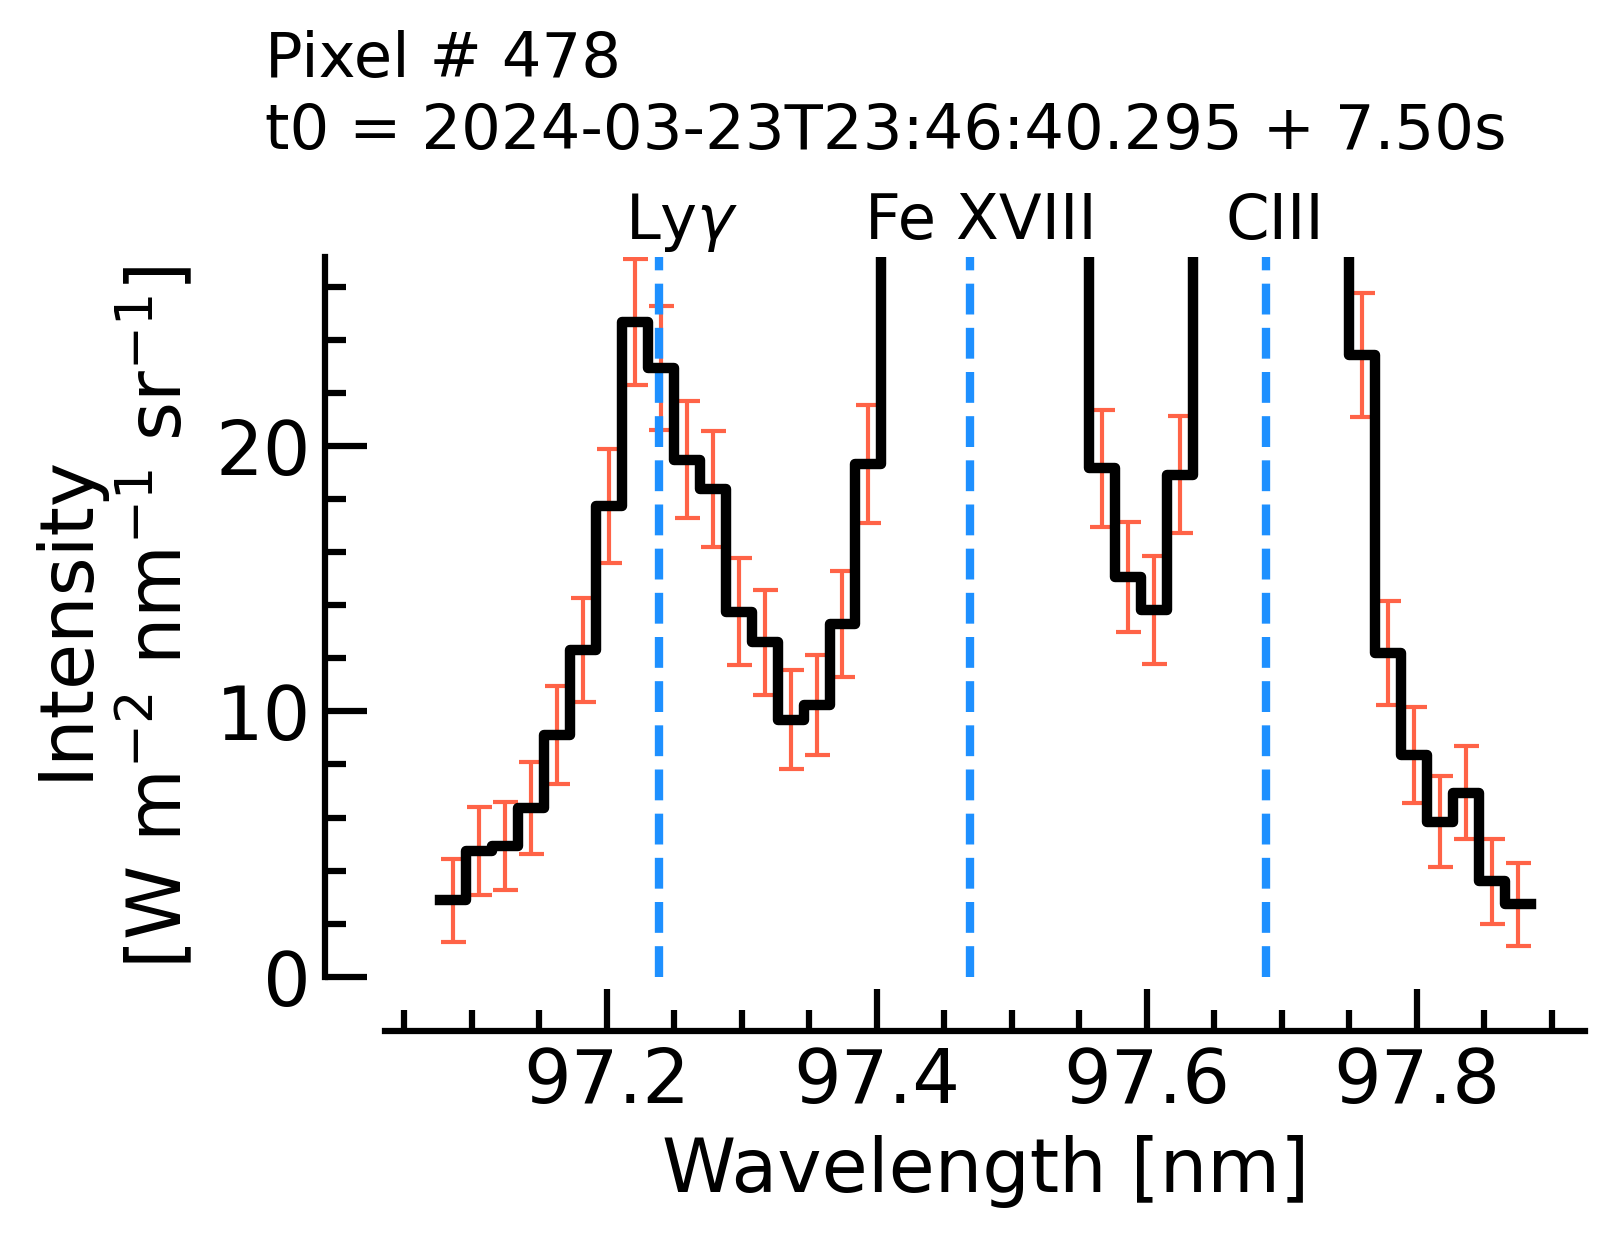 Pixel # 478
t0 = 2024-03-23T23:46:40.295 + 7.50s
Lyγ Fe XVIII CIII
Intensity
[W m⁻² nm⁻¹ sr⁻¹]
20
10
0
97.2 97.4 97.6 97.8
Wavelength [nm]